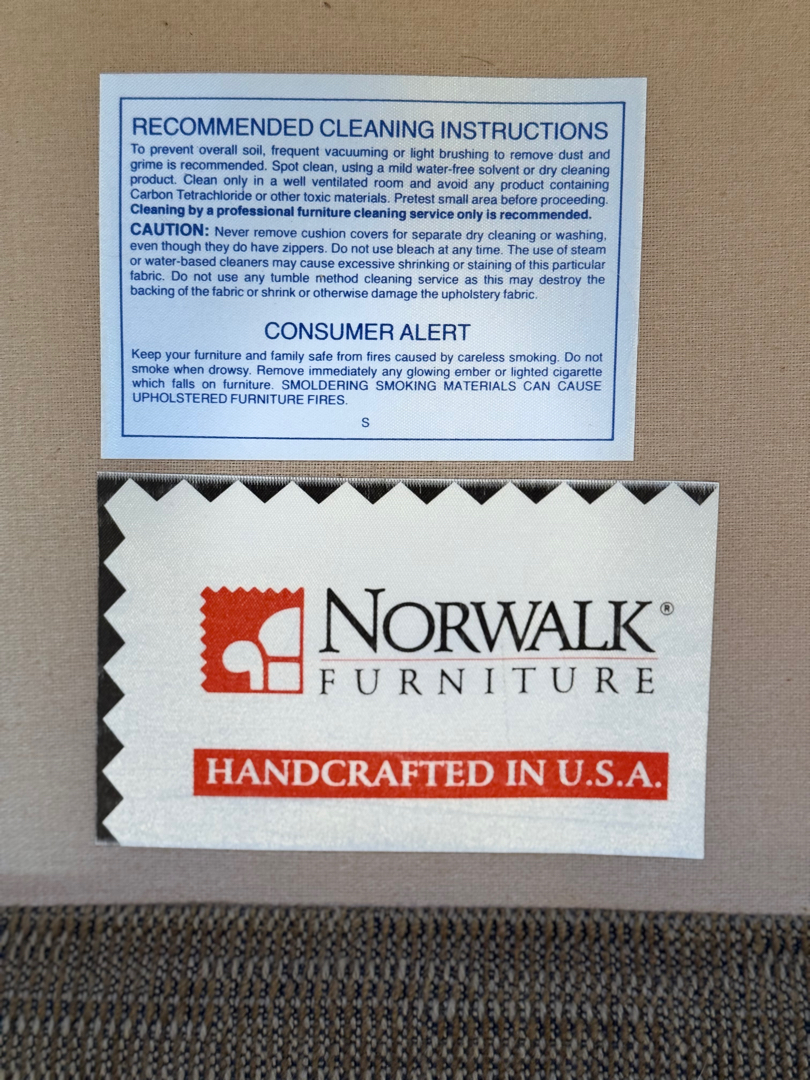 RECOMMENDED CLEANING INSTRUCTIONS
To prevent overall soil, frequent vacuuming or light brushing to remove dust and
grime is recommended. Spot clean, using a mild water-free solvent or dry cleaning
product. Clean only in a well ventilated room and avoid any product containing
Carbon Tetrachloride or other toxic materials. Pretest small area before proceeding.
Cleaning by a professional furniture cleaning service only is recommended.
CAUTION: Never remove cushion covers for separate dry cleaning or washing,
even though they do have zippers. Do not use bleach at any time. The use of steam
or water-based cleaners may cause excessive shrinking or staining of this particular
fabric. Do not use any tumble method cleaning service as this may destroy the
backing of the fabric or shrink or otherwise damage the upholstery fabric.
CONSUMER ALERT
Keep your furniture and family safe from fires caused by careless smoking. Do not
smoke when drowsy. Remove immediately any glowing ember or lighted cigarette
which falls on furniture. SMOLDERING SMOKING MATERIALS CAN CAUSE
UPHOLSTERED FURNITURE FIRES.
S
NORWALK®
FURNITURE
HANDCRAFTED IN U.S.A.